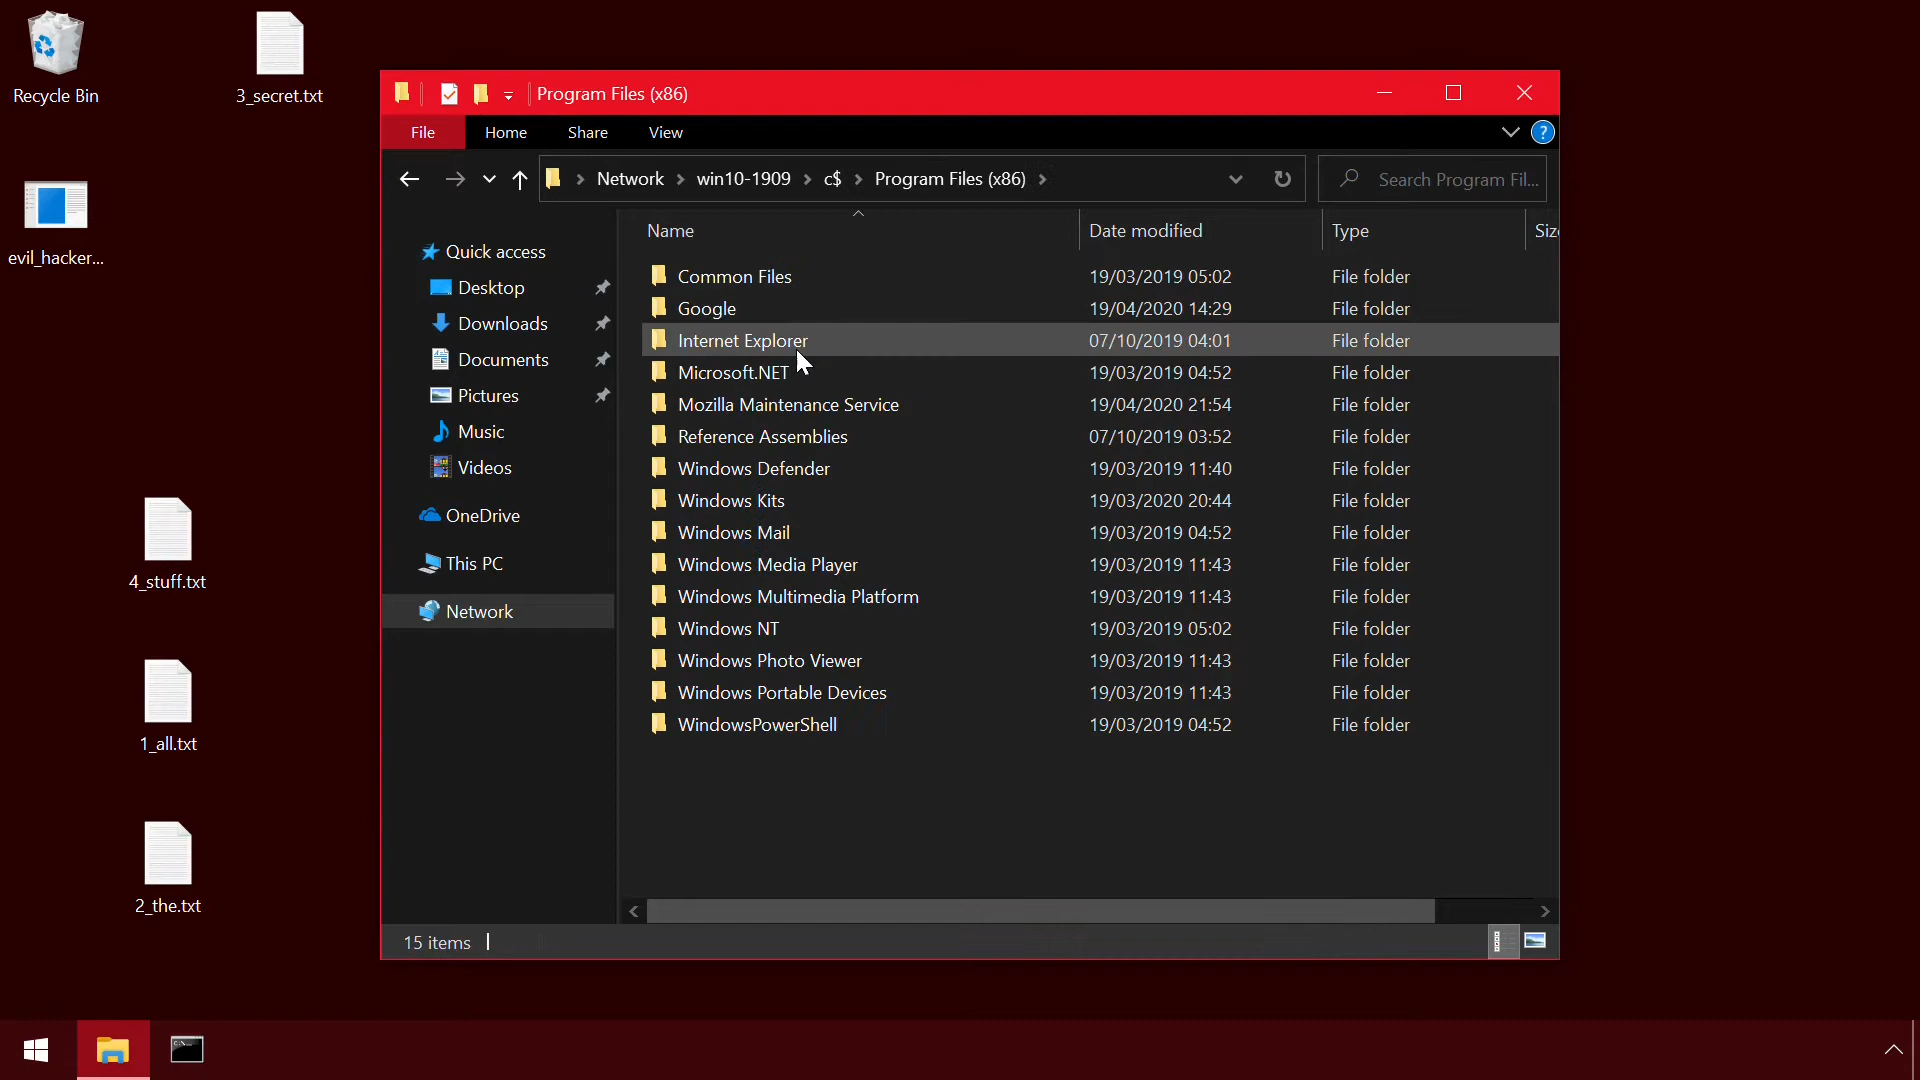 Recycle Bin
3_secret.txt
evil_hacker...
4_stuff.txt
1_all.txt
2_the.txt
Program Files (x86)
File Home Share View
?
Network win10-1909 c$ Program Files (x86)
Search Program Fil...
Quick access
Desktop
Downloads
Documents
Pictures
Music
Videos
OneDrive
This PC
Network
Name Date modified Type Siz
Common Files 19/03/2019 05:02 File folder
Google 19/04/2020 14:29 File folder
Internet Explorer 07/10/2019 04:01 File folder
Microsoft.NET 19/03/2019 04:52 File folder
Mozilla Maintenance Service 19/04/2020 21:54 File folder
Reference Assemblies 07/10/2019 03:52 File folder
Windows Defender 19/03/2019 11:40 File folder
Windows Kits 19/03/2020 20:44 File folder
Windows Mail 19/03/2019 04:52 File folder
Windows Media Player 19/03/2019 11:43 File folder
Windows Multimedia Platform 19/03/2019 11:43 File folder
Windows NT 19/03/2019 05:02 File folder
Windows Photo Viewer 19/03/2019 11:43 File folder
Windows Portable Devices 19/03/2019 11:43 File folder
WindowsPowerShell 19/03/2019 04:52 File folder
15 items